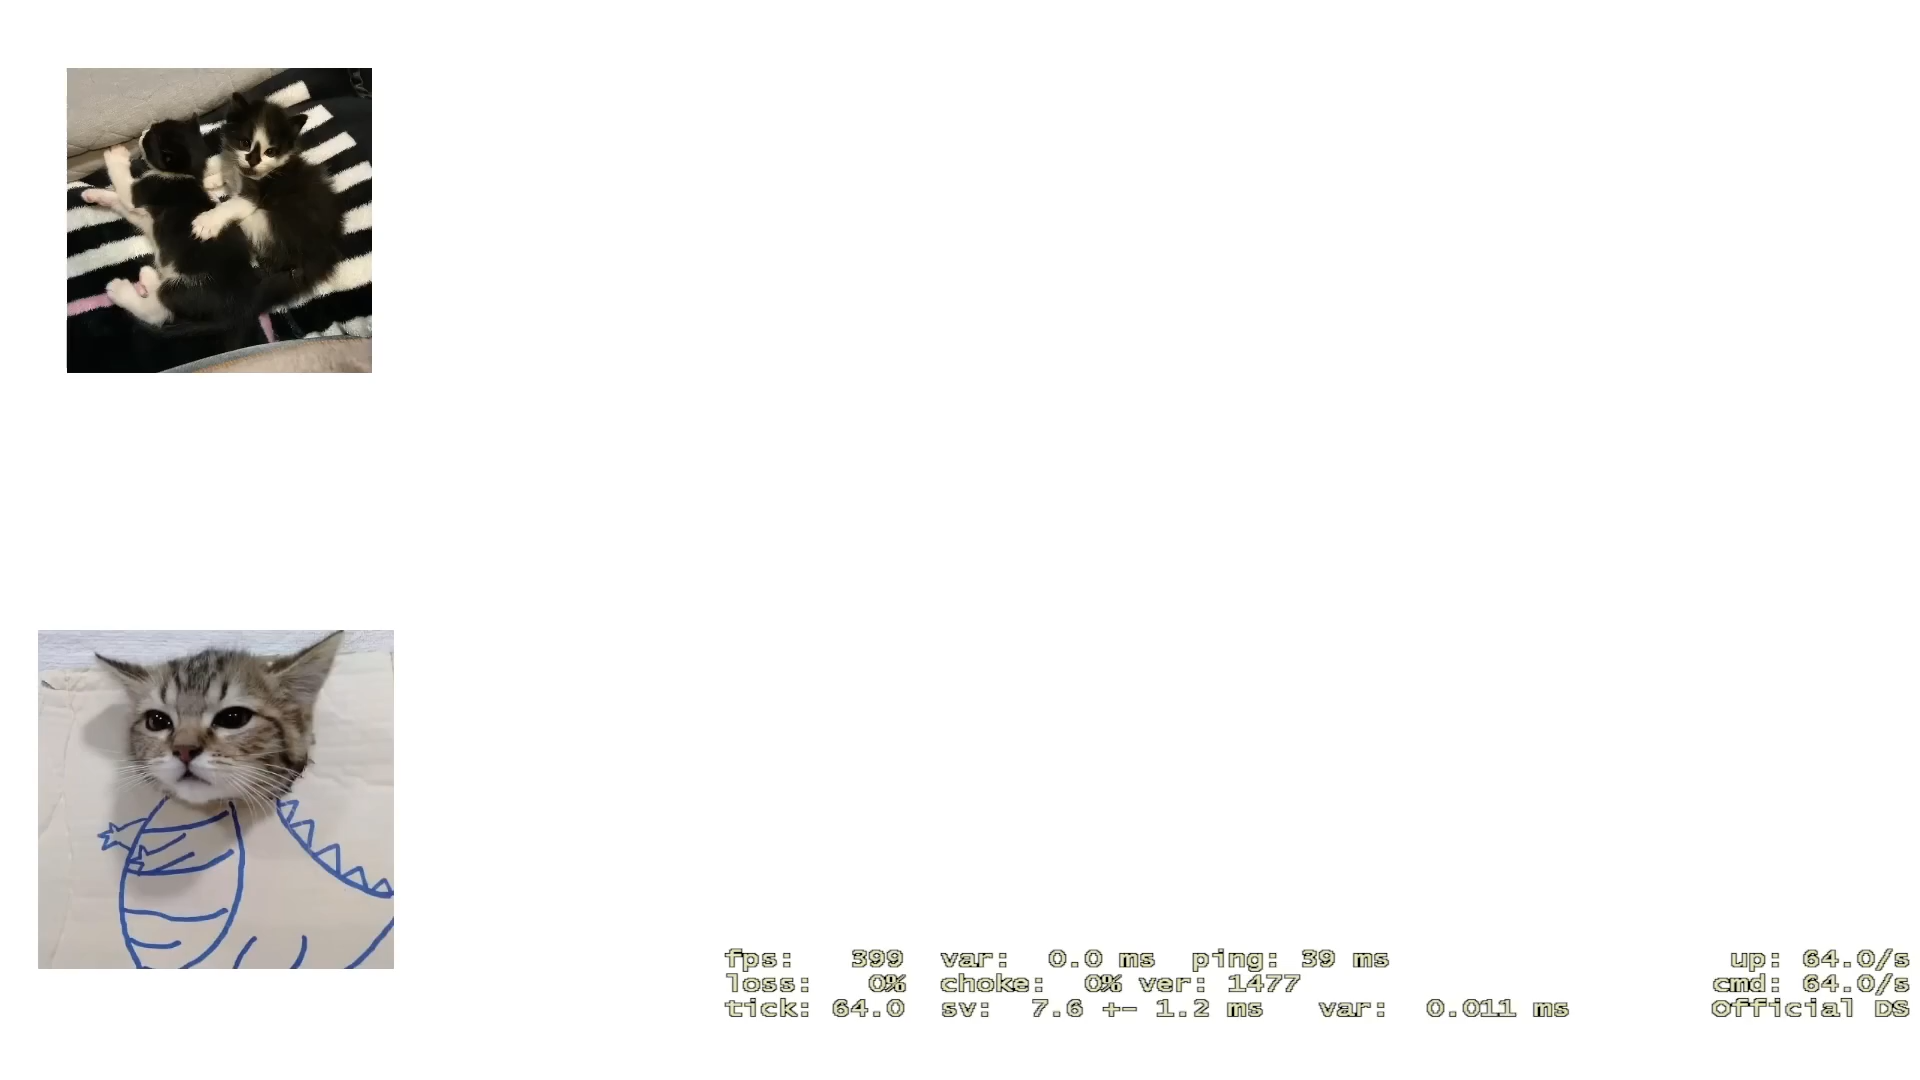 fps: 399 var: 0.0 ms ping: 39 ms up: 64.0/s
loss: 0% choke: 0% ver: 1477 cmd: 64.0/s
tick: 64.0 sv: 7.6 +- 1.2 ms var: 0.011 ms Official DS